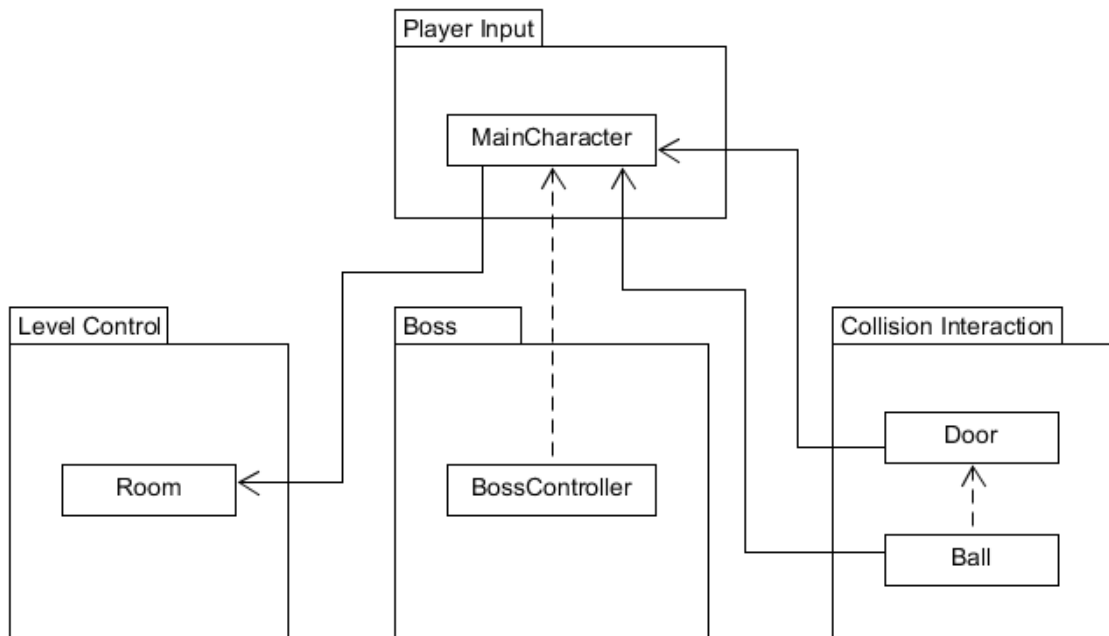 Player Input
MainCharacter
Level Control
Boss
Collision Interaction
Door
Room
BossController
Ball